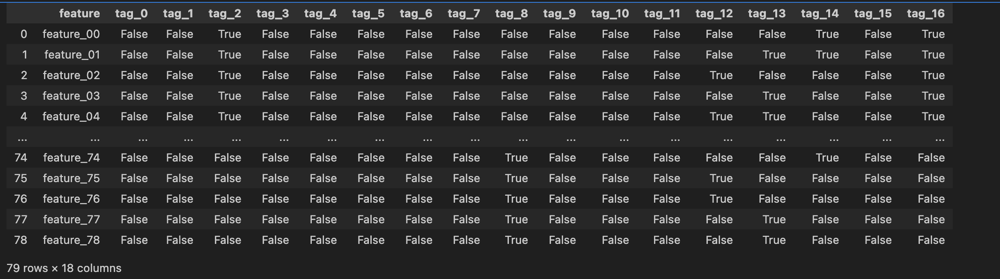 feature tag_0 tag_1 tag_2 tag_3 tag_4 tag_5 tag_6 tag_7 tag_8 tag_9 tag_10 tag_11 tag_12 tag_13 tag_14 tag_15 tag_16
0 feature_00 False False True False False False False False False False False False False False True False True
1 feature_01 False False True False False False False False False False False False False True True False True
2 feature_02 False False True False False False False False False False False False True False False False True
3 feature_03 False False True False False False False False False False False False False True False False True
4 feature_04 False False True False False False False False False False False False True True False False True
... ... ... ... ... ... ... ... ... ... ... ... ... ... ... ... ... ... ...
74 feature_74 False False False False False False False False True False False False False False True False False
75 feature_75 False False False False False False False False True False False False True False False False False
76 feature_76 False False False False False False False False True False False False True False False False False
77 feature_77 False False False False False False False False True False False False False True False False False
78 feature_78 False False False False False False False False True False False False False True False False False
79 rows × 18 columns